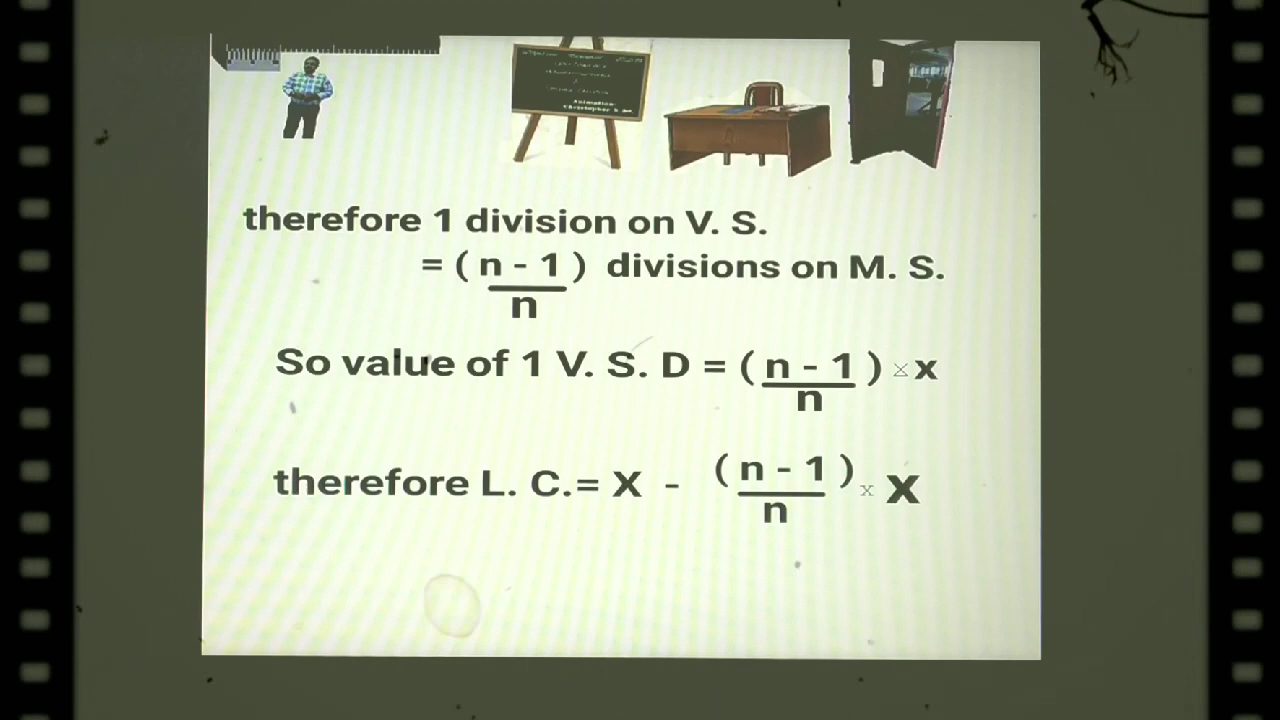 therefore 1 division on V. S.
= ( n - 1 ) divisions on M. S.
n
So value of 1 V. S. D = ( n - 1 ) × x
n
therefore L. C.= X - ( n - 1 ) x X
n